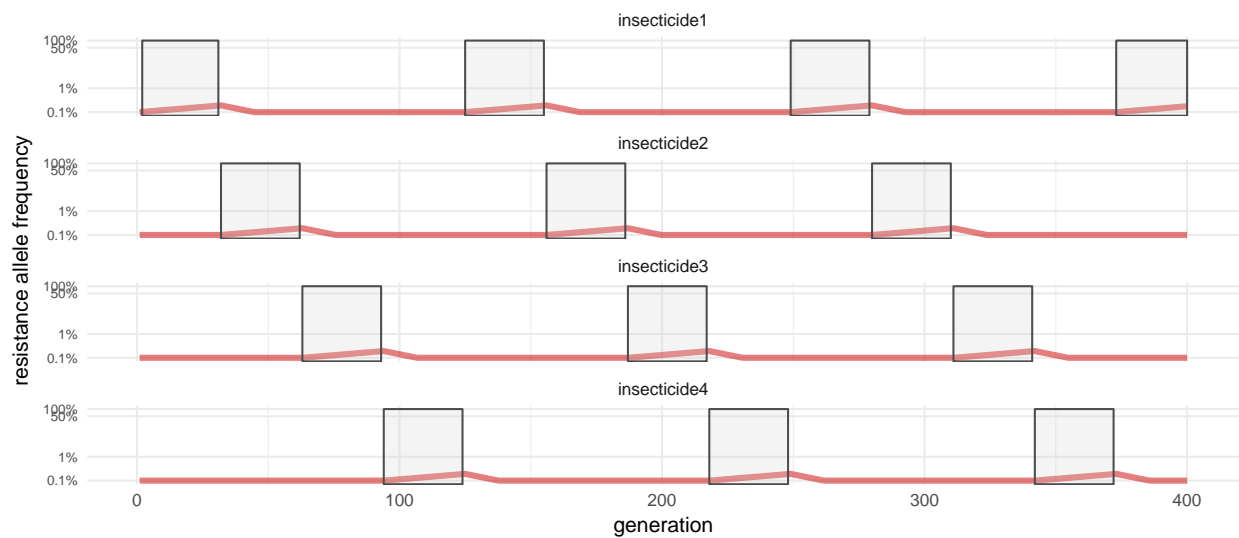 insecticide1
100%
50%
1%
0.1%
insecticide2
100%
50%
1%
0.1%
insecticide3
100%
50%
1%
0.1%
insecticide4
100%
50%
1%
0.1%
0 100 200 300 400
generation
resistance allele frequency